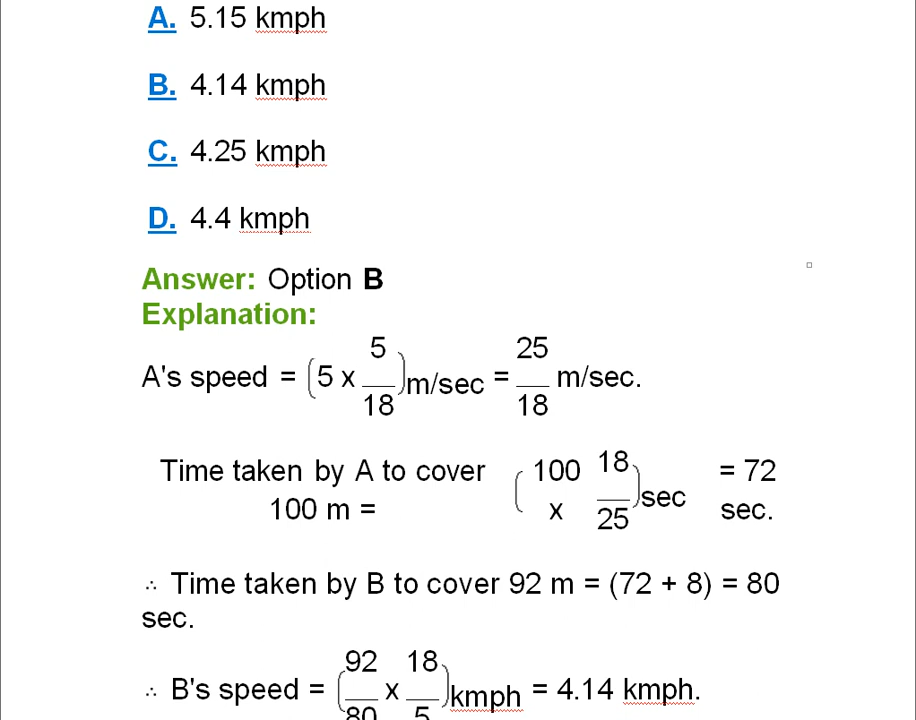 A. 5.15 kmph
B. 4.14 kmph
C. 4.25 kmph
D. 4.4 kmph
Answer: Option B
Explanation:
A's speed = (5 x 5/18)m/sec = 25/18 m/sec.
Time taken by A to cover 100 m = (100 x 18/25)sec = 72 sec.
∴ Time taken by B to cover 92 m = (72 + 8) = 80
sec.
∴ B's speed = (92/80 x 18/5)kmph = 4.14 kmph.